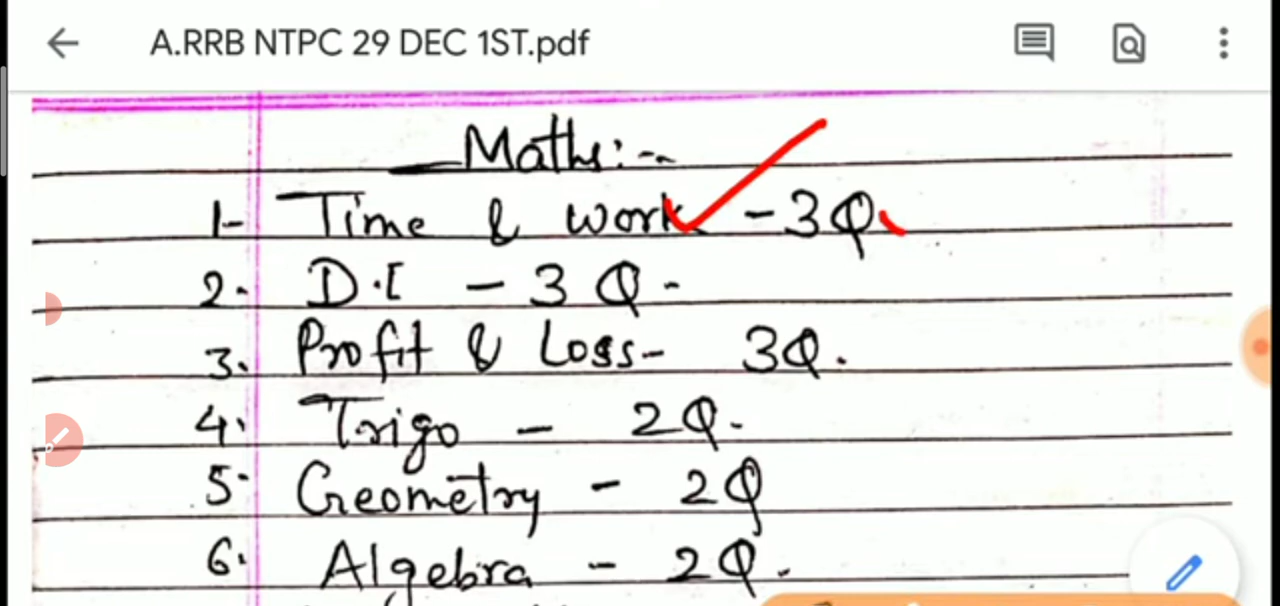 A.RRB NTPC 29 DEC 1ST.pdf
Maths:-
1- Time & work - 3Q.
2. D.I - 3Q.
3. Profit & Loss- 3Q.
4. Trigo - 2Q.
5. Geometry - 2Q
6. Algebra - 2Q.